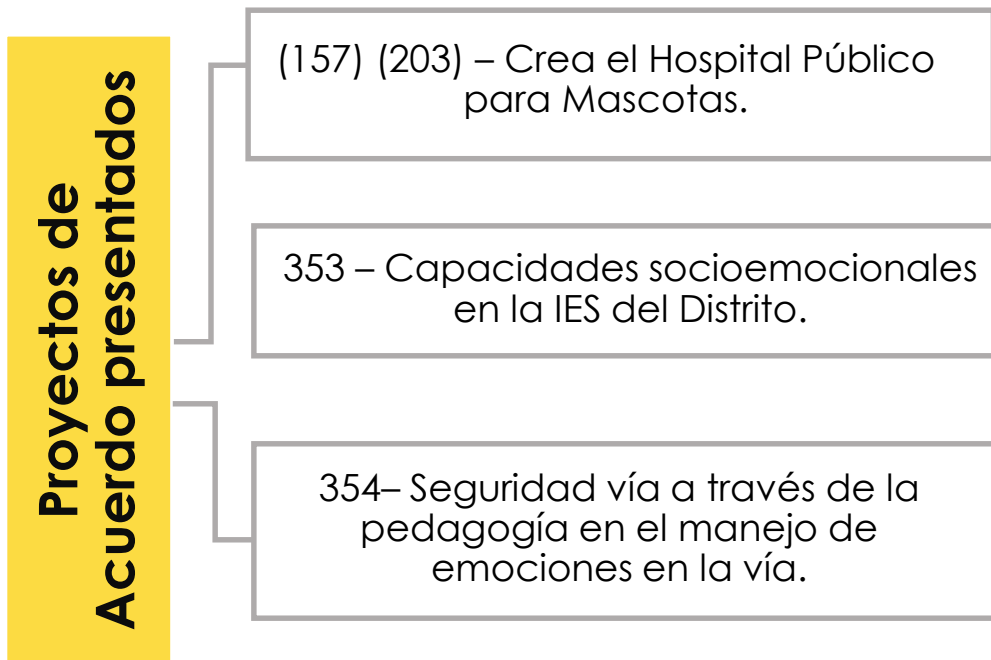 Proyectos de
Acuerdo presentados
(157) (203) – Crea el Hospital Público
para Mascotas.
353 – Capacidades socioemocionales
en la IES del Distrito.
354– Seguridad vía a través de la
pedagogía en el manejo de
emociones en la vía.